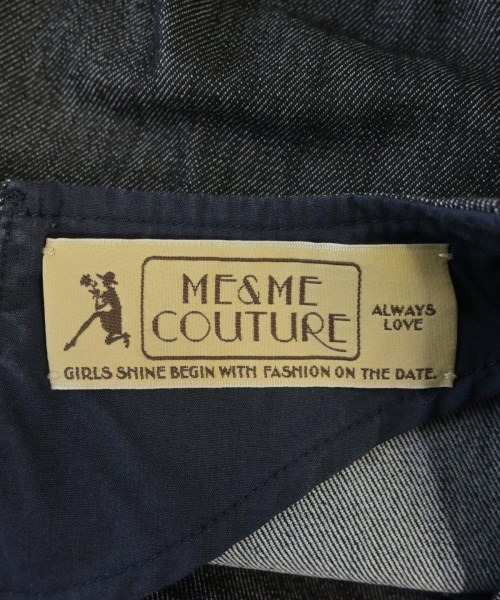 ME&ME
COUTURE
ALWAYS
LOVE
GIRLS SHINE BEGIN WITH FASHION ON THE DATE.